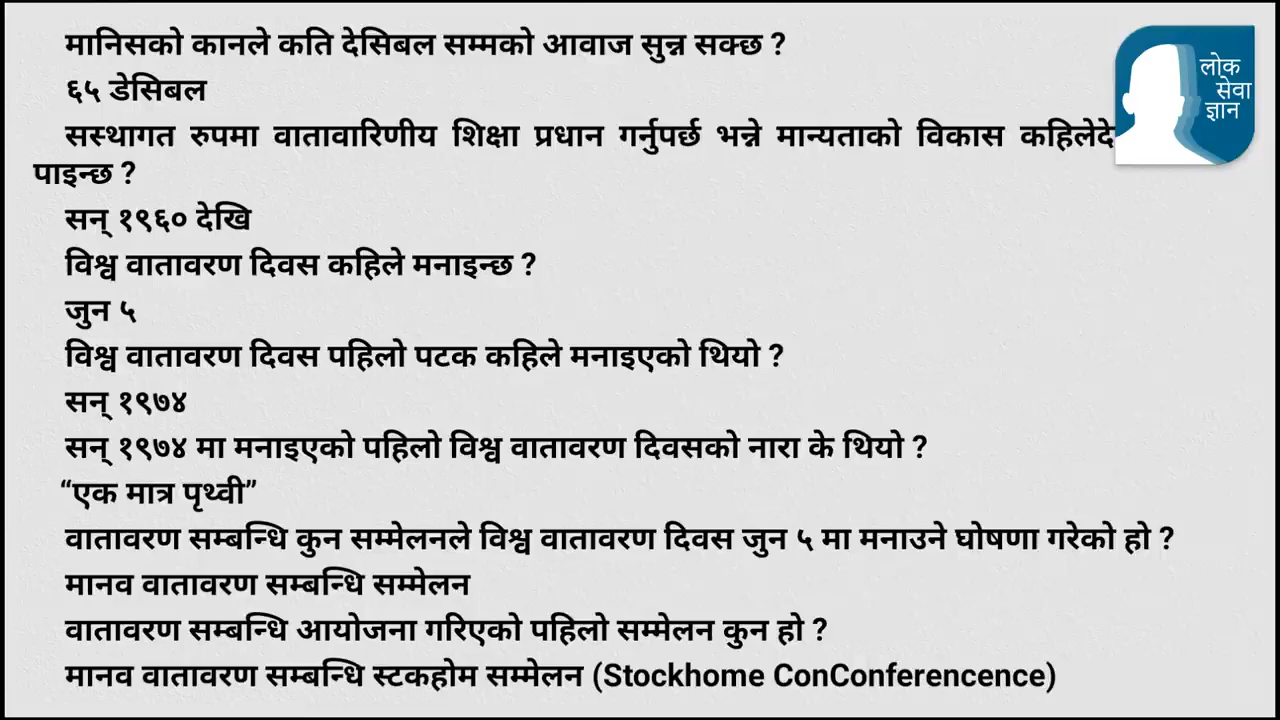 मानिसको कानले कति देसिबल सम्मको आवाज सुन्न सक्छ ?
६५ डेसिबल
सस्थागत रुपमा वातावारिणीय शिक्षा प्रधान गर्नुपर्छ भन्ने मान्यताको विकास कहिलेदे
पाइन्छ ?
सन् १९६० देखि
विश्व वातावरण दिवस कहिले मनाइन्छ ?
जुन ५
विश्व वातावरण दिवस पहिलो पटक कहिले मनाइएको थियो ?
सन् १९७४
सन् १९७४ मा मनाइएको पहिलो विश्व वातावरण दिवसको नारा के थियो ?
“एक मात्र पृथ्वी”
वातावरण सम्बन्धि कुन सम्मेलनले विश्व वातावरण दिवस जुन ५ मा मनाउने घोषणा गरेको हो ?
मानव वातावरण सम्बन्धि सम्मेलन
वातावरण सम्बन्धि आयोजना गरिएको पहिलो सम्मेलन कुन हो ?
मानव वातावरण सम्बन्धि स्टकहोम सम्मेलन (Stockhome ConConferencence)
लोक
सेवा
ज्ञान